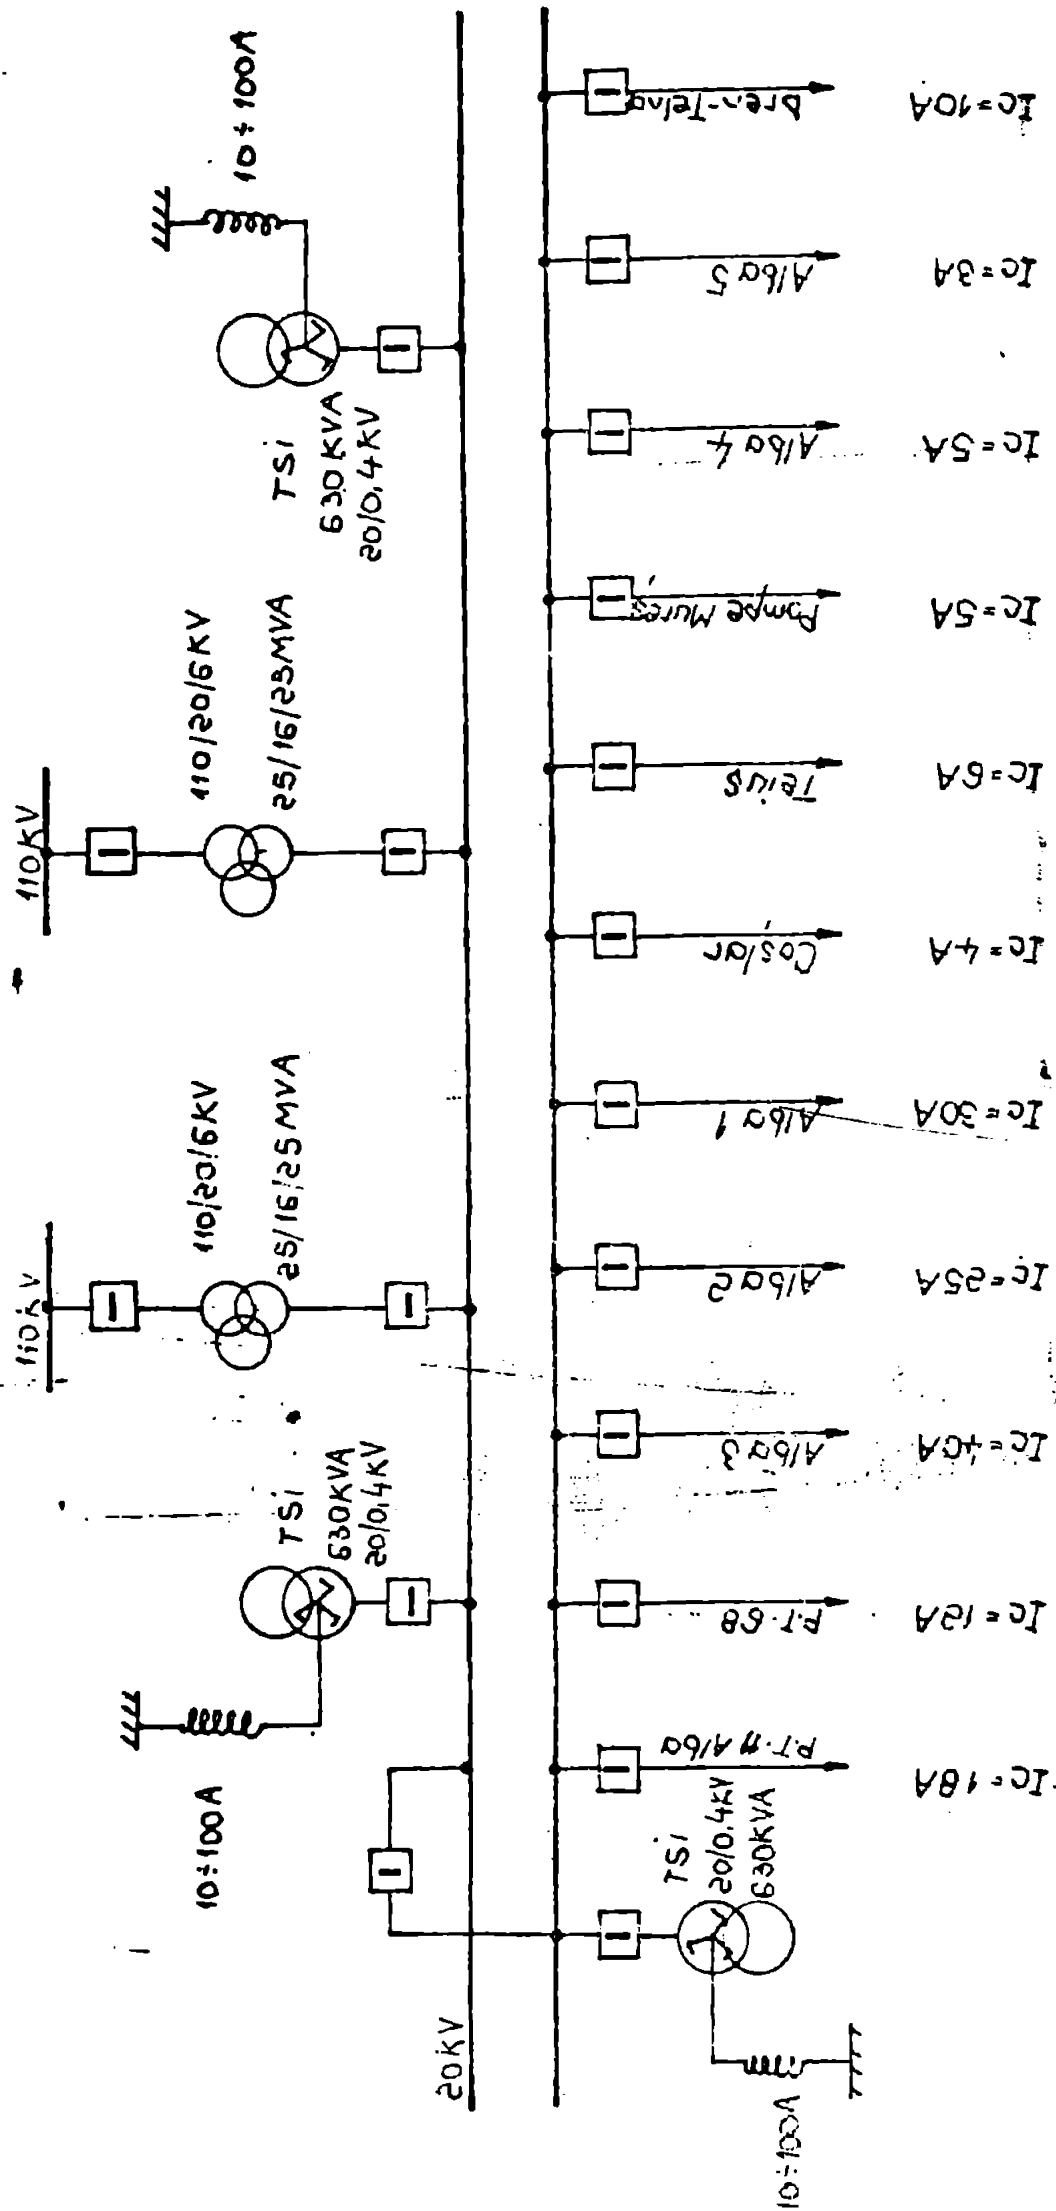 110KV
110KV
10÷100A
TSi
630KVA
20/0,4KV
110/20/6KV
25/16/25MVA
110/20/6KV
25/16/25MVA
TSi
630KVA
20/0,4KV
10÷100A
20KV
10÷100A
TSi
20/0.4KV
630KVA
P.T. 11 Alba
P.T. 68
Alba 3
Alba 2
Alba 1
Coșlar
Teiuș
Pompe Mureș
Alba 4
Alba 5
Dren-Telna
Ic=18A
Ic=12A
Ic=40A
Ic=25A
Ic=30A
Ic=4A
Ic=6A
Ic=5A
Ic=5A
Ic=3A
Ic=10A